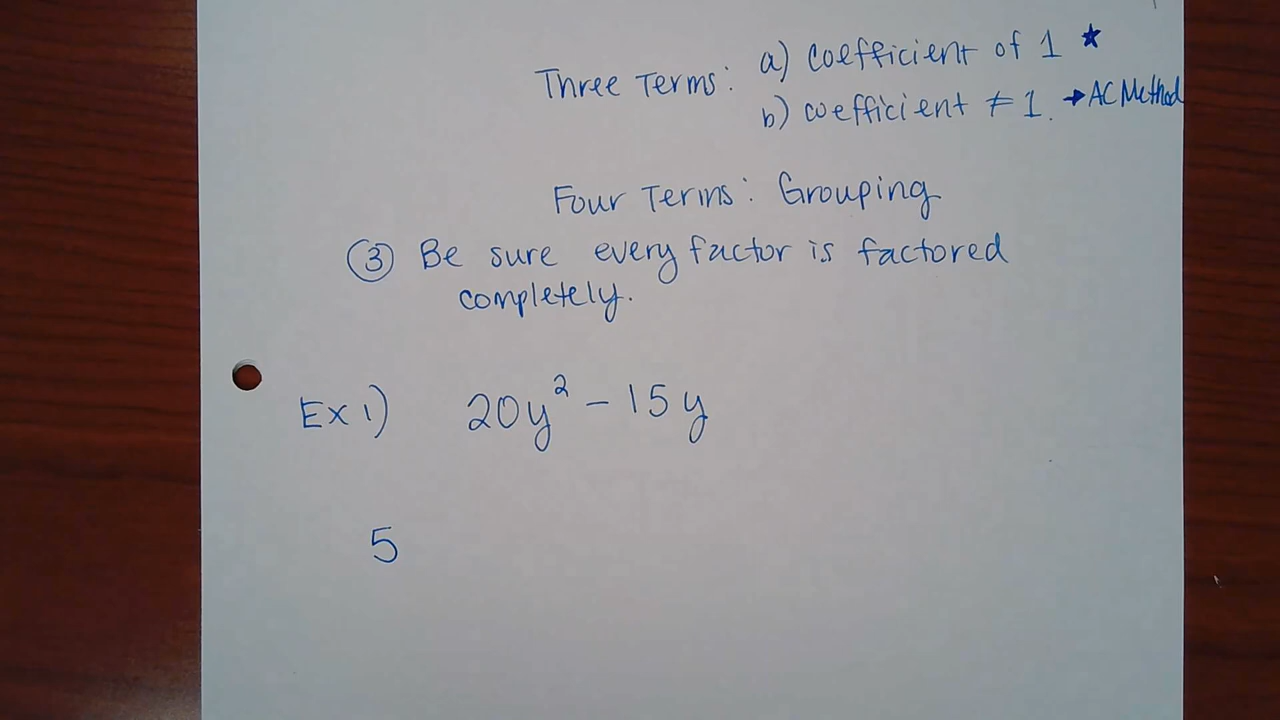 Three Terms: a) coefficient of 1 ★
b) coefficient ≠ 1. → AC Method
Four Terms: Grouping
③ Be sure every factor is factored
completely.
Ex 1) 20y² - 15y
5